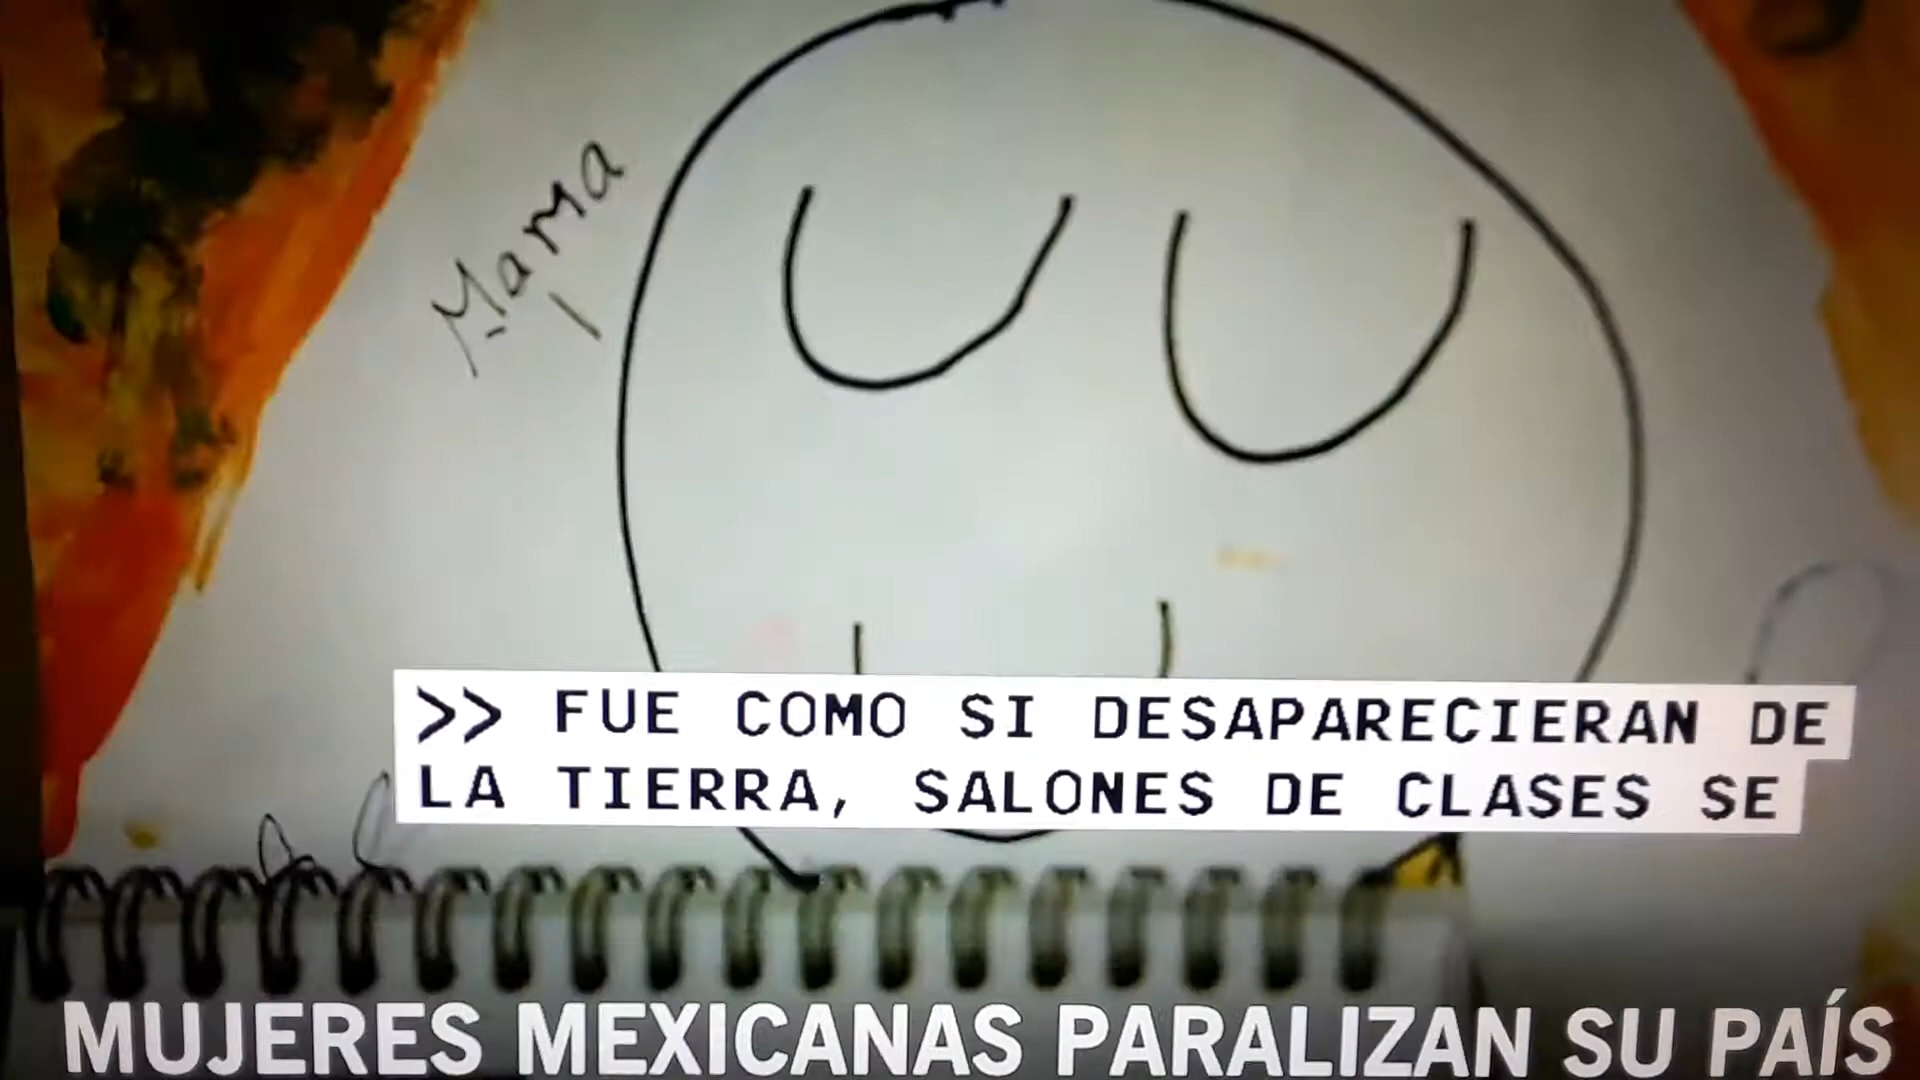 Mama
>> FUE COMO SI DESAPARECIERAN DE
LA TIERRA, SALONES DE CLASES SE
MUJERES MEXICANAS PARALIZAN SU PAÍS